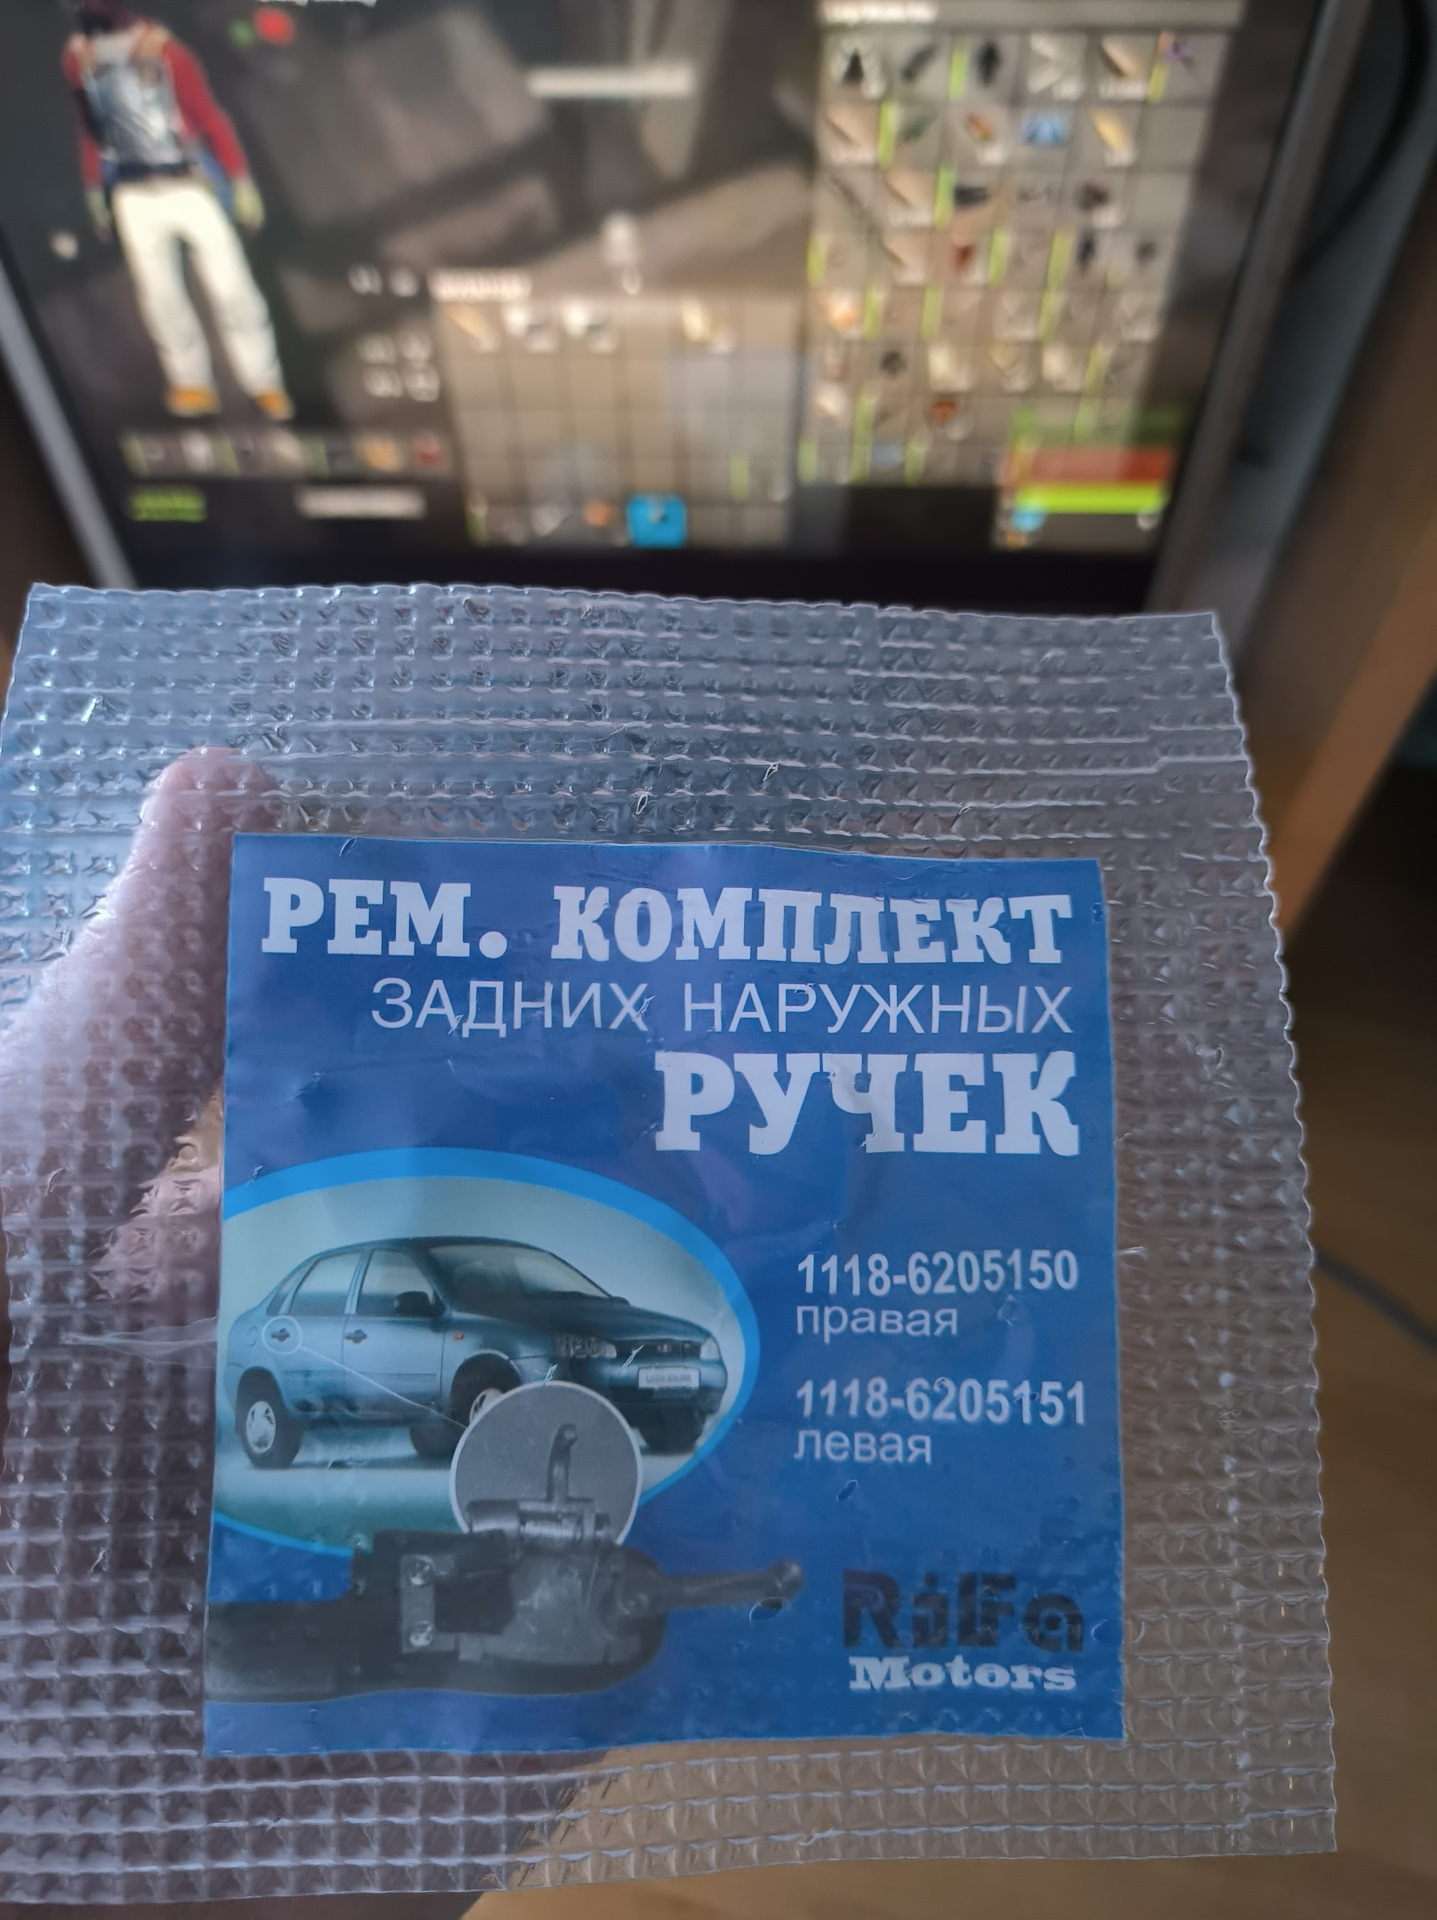 РЕМ. КОМПЛЕКТ
ЗАДНИХ НАРУЖНЫХ
РУЧЕК
1118-6205150
правая
1118-6205151
левая
RiFa
Motors